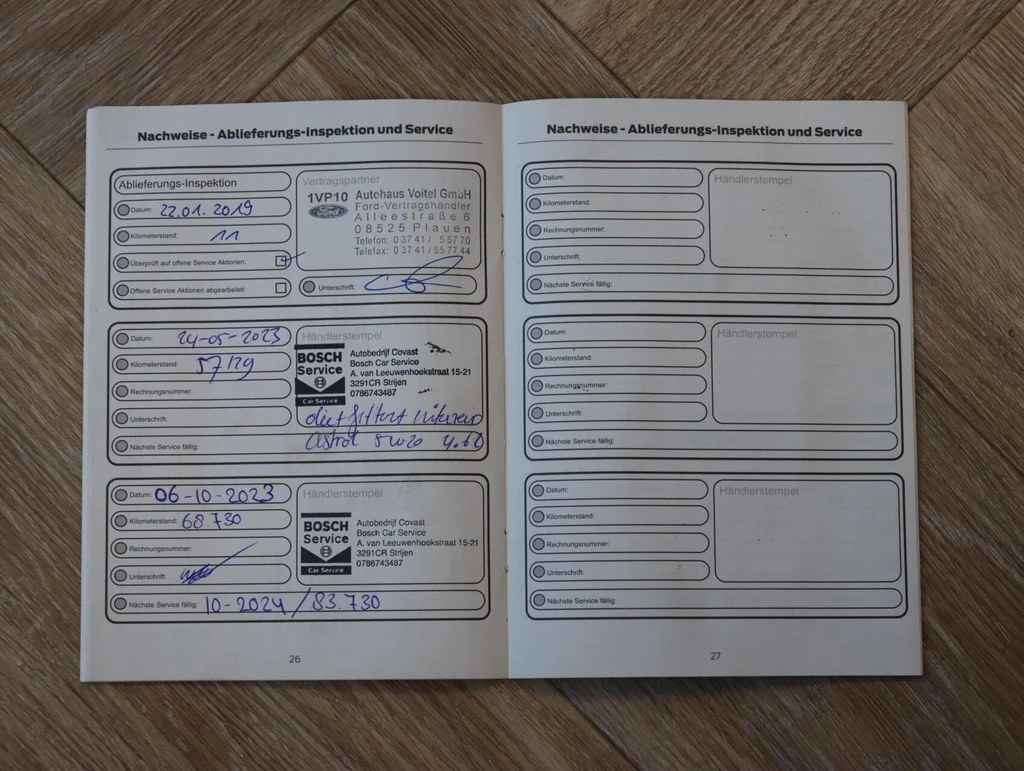 Nachweise - Ablieferungs-Inspektion und Service
Ablieferungs-Inspektion
Datum: 22.01.2019
Kilometerstand: 11
Überprüft auf offene Service Aktionen:
Offene Service Aktionen abgearbeitet:
Vertragspartner
1VP10 Autohaus Voitel GmbH
Ford
Ford-Vertragshändler
Alleestraße 6
08525 Plauen
Telefon: 03741/ 55770
Telefax: 03741/557744
Unterschrift:
Datum: 24-05-2023
Kilometerstand: 57129
Rechnungsnummer:
Unterschrift:
Nächste Service fällig:
Händlerstempel
BOSCH
Service
Car Service
Autobedrijf Covast
Bosch Car Service
A. van Leeuwenhoekstraat 15-21
3291CR Strijen
0786743487
5w20 4.60
Datum: 06-10-2023
Kilometerstand: 68.730
Rechnungsnummer:
Unterschrift:
Nächste Service fällig: 10-2024 / 83.730
Händlerstempel
BOSCH
Service
Car Service
Autobedrijf Covast
Bosch Car Service
A. van Leeuwenhoekstraat 15-21
3291CR Strijen
0786743487
26
Nachweise - Ablieferungs-Inspektion und Service
Datum:
Kilometerstand:
Rechnungsnummer:
Unterschrift:
Nächste Service fällig:
Händlerstempel
Datum:
Kilometerstand:
Rechnungsnummer:
Unterschrift:
Nächste Service fällig:
Händlerstempel
Datum:
Kilometerstand:
Rechnungsnummer:
Unterschrift:
Nächste Service fällig:
Händlerstempel
27